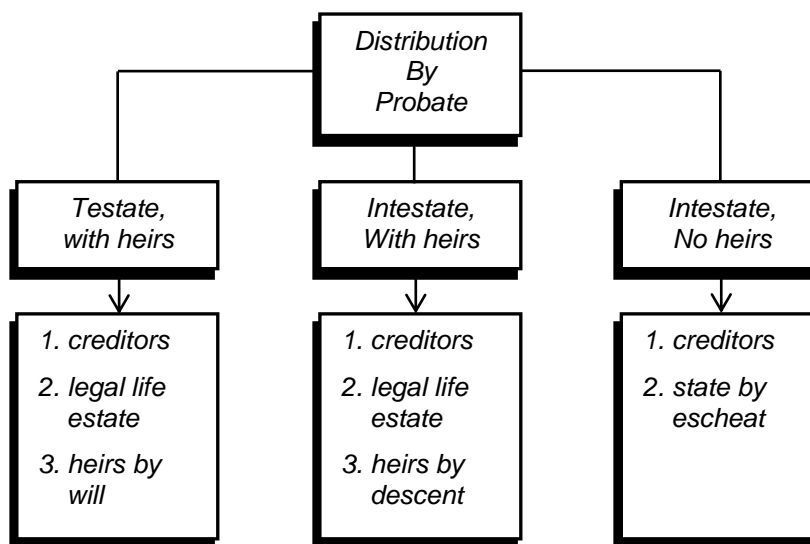 Distribution
By
Probate
Testate,
with heirs
Intestate,
With heirs
Intestate,
No heirs
1. creditors
2. legal life
estate
3. heirs by
will
1. creditors
2. legal life
estate
3. heirs by
descent
1. creditors
2. state by
escheat